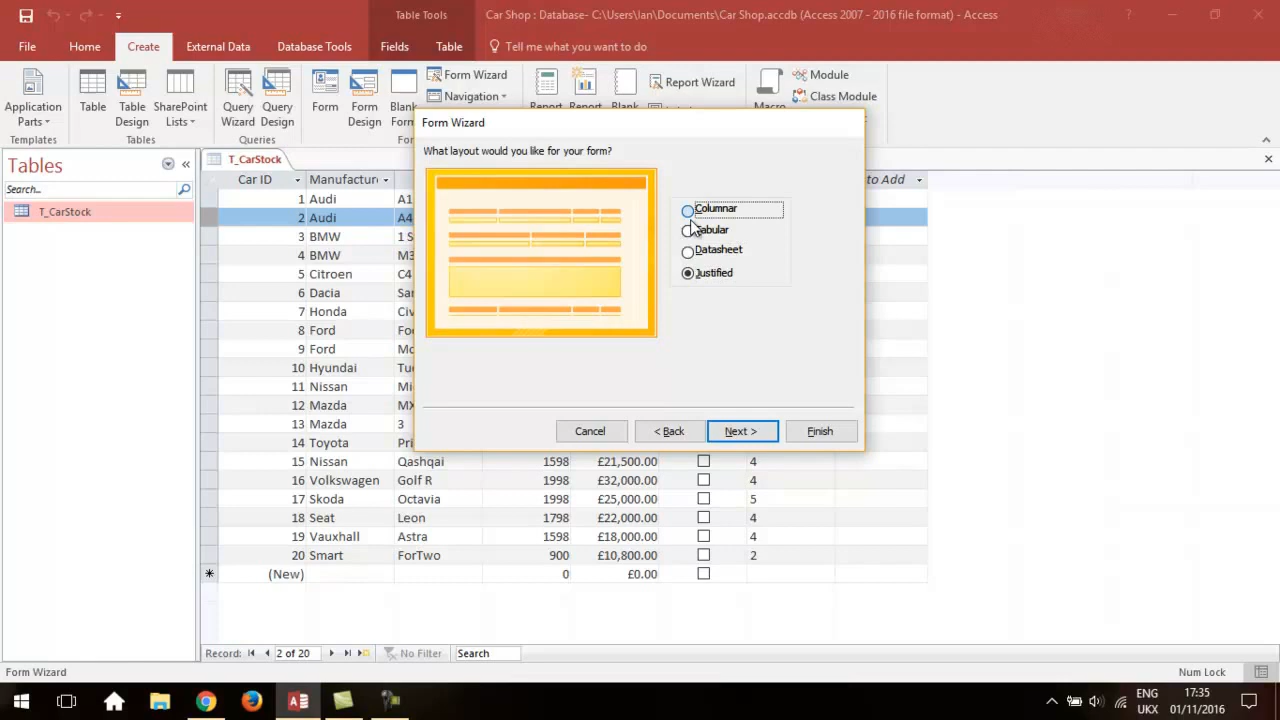 Table Tools
Car Shop : Database- C:\Users\Ian\Documents\Car Shop.accdb (Access 2007 - 2016 file format) - Access
File Home Create External Data Database Tools Fields Table Tell me what you want to do
Application Parts
Table
Table Design
SharePoint Lists
Query Wizard
Query Design
Form
Form Design
Blank
Form Wizard
Navigation
Report
Report
Blank
Report Wizard
Macro
Module
Class Module
Templates Tables Queries
Tables
Search...
T_CarStock
T_CarStock
Car ID Manufacture to Add
1 Audi A1
2 Audi A4
3 BMW 1 S
4 BMW M3
5 Citroen C4
6 Dacia
7 Honda
8 Ford
9 Ford
10 Hyundai
11 Nissan
12 Mazda MX
13 Mazda 3
14 Toyota
15 Nissan Qashqai 1598 £21,500.00 4
16 Volkswagen Golf R 1998 £32,000.00 4
17 Skoda Octavia 1998 £25,000.00 5
18 Seat Leon 1798 £22,000.00 4
19 Vauxhall Astra 1598 £18,000.00 4
20 Smart ForTwo 900 £10,800.00 2
(New) 0 £0.00
Form Wizard
What layout would you like for your form?
Columnar
Tabular
Datasheet
Justified
Cancel < Back Next > Finish
Record: 2 of 20 No Filter Search
Form Wizard Num Lock
ENG 17:35
UKX 01/11/2016